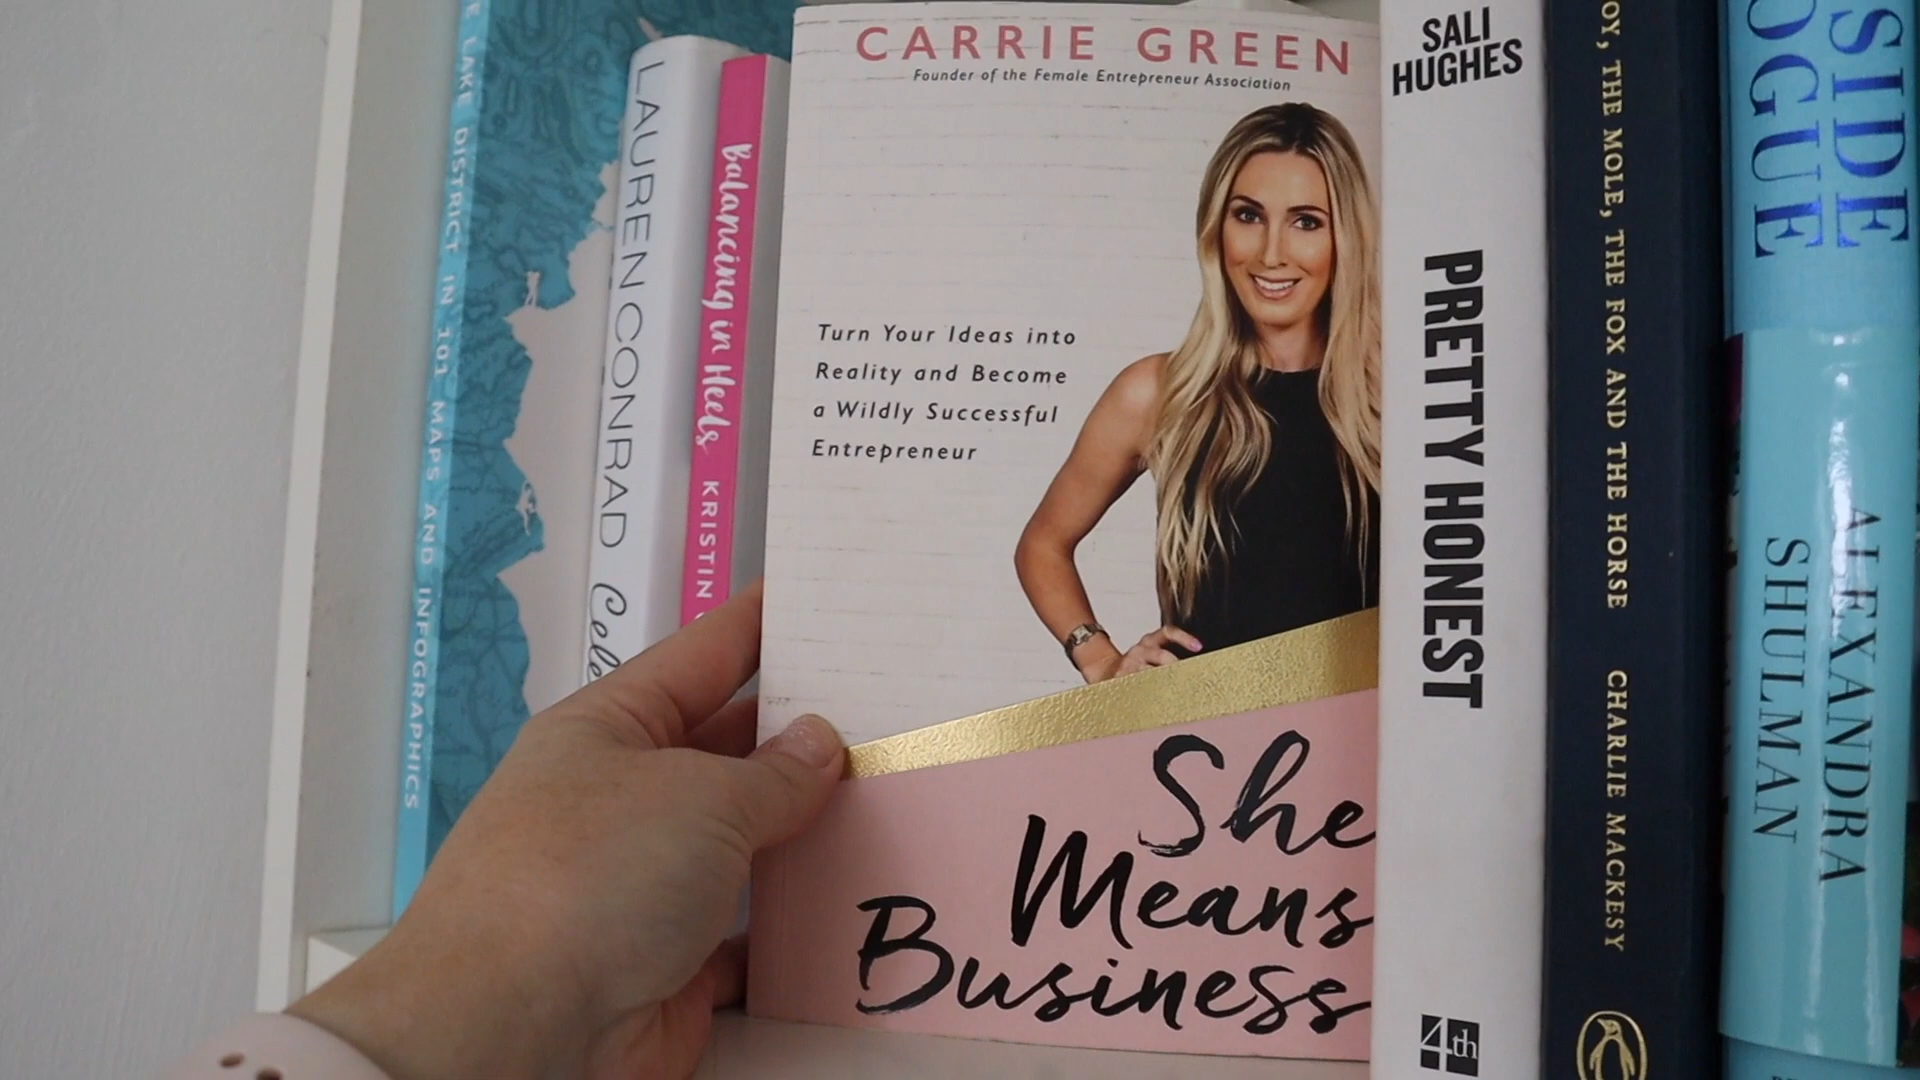 LAKE DISTRICT IN 101 MAPS AND INFOGRAPHICS
LAUREN CONRAD
Balancing in Heels KRISTIN
CARRIE GREEN
Founder of the Female Entrepreneur Association
Turn Your Ideas into
Reality and Become
a Wildly Successful
Entrepreneur
She
Means
Business
SALI
HUGHES
PRETTY HONEST
4th
OY, THE MOLE, THE FOX AND THE HORSE CHARLIE MACKESY
SIDE
OGUE
ALEXANDRA
SHULMAN